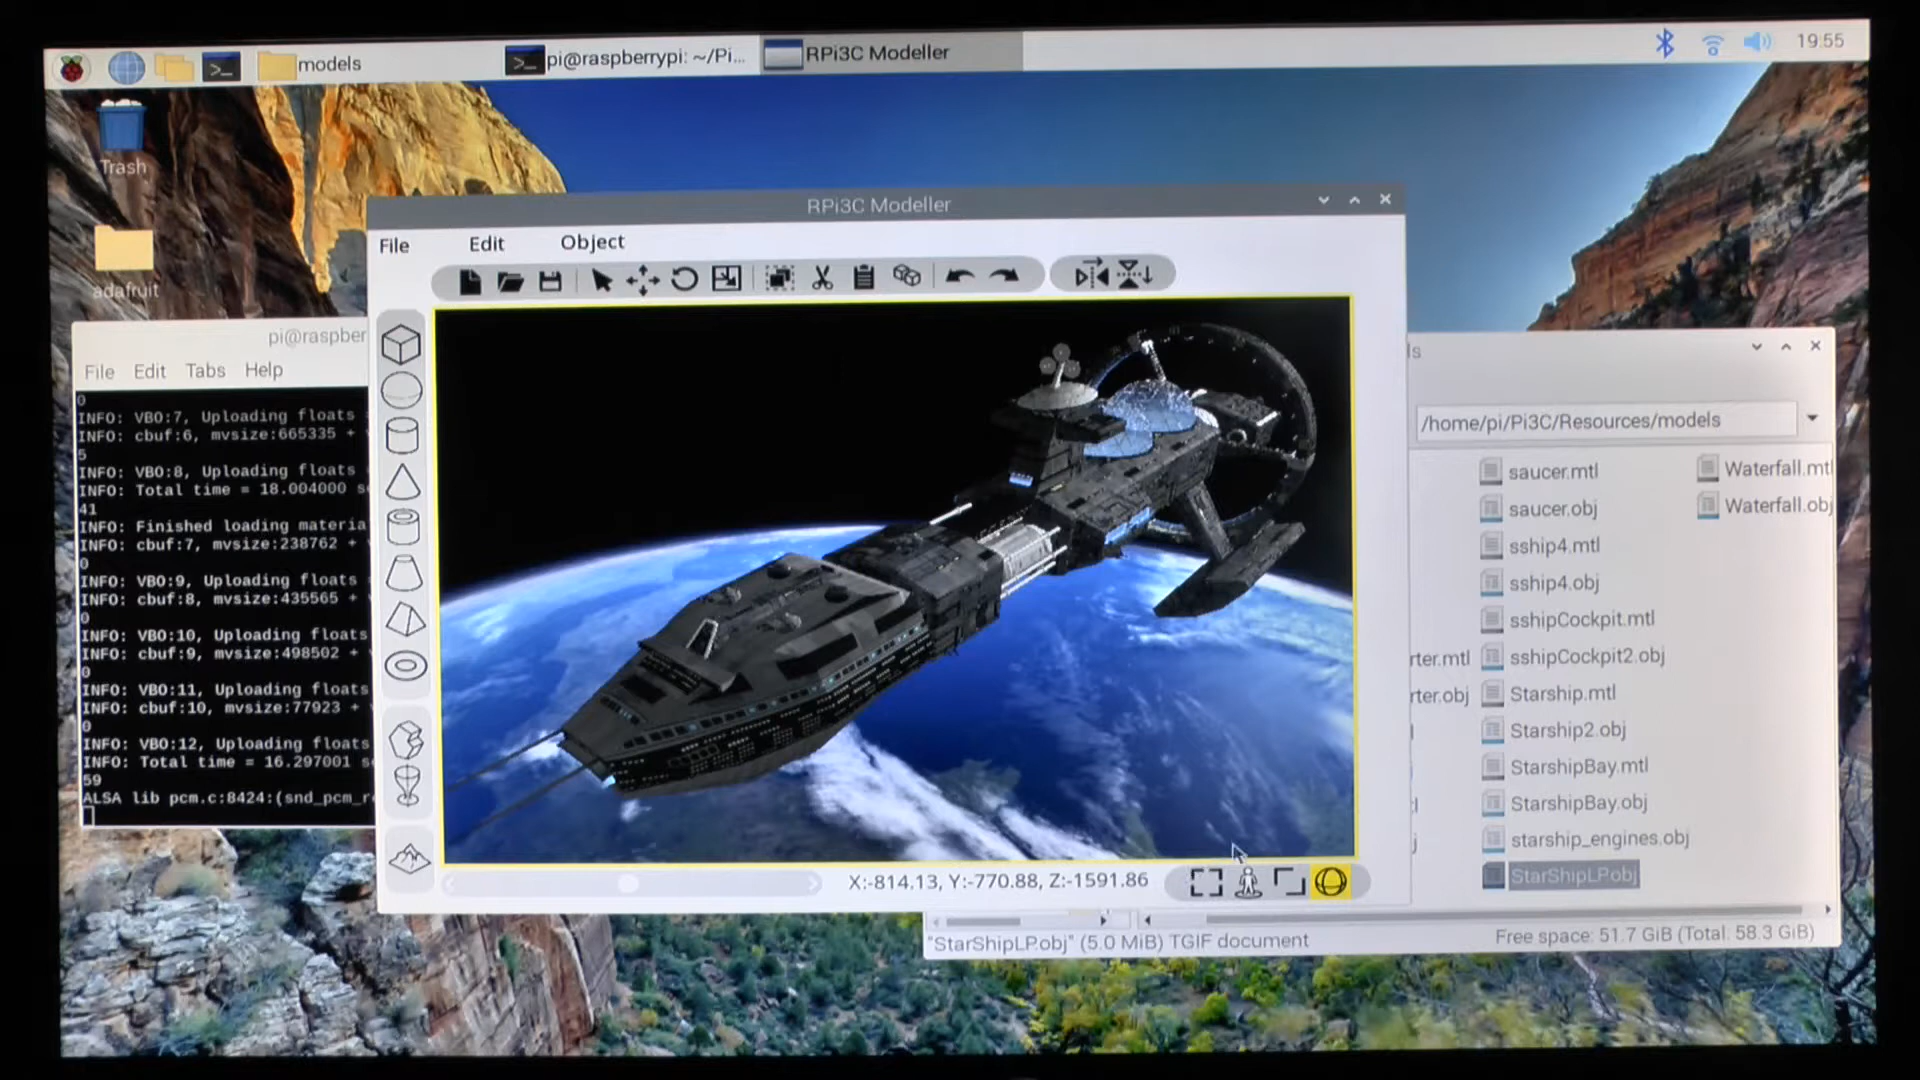 models
pi@raspberrypi: ~/Pi...
RPi3C Modeller
19:55
Trash
adafruit
RPi3C Modeller
File Edit Object
pi@raspber
File Edit Tabs Help
0
INFO: VBO:7, Uploading floats
INFO: cbuf:6, mvsize:665335 +
5
INFO: VBO:8, Uploading floats
INFO: Total time = 18.004000
41
INFO: Finished loading materia
INFO: cbuf:7, mvsize:238762 +
0
INFO: VBO:9, Uploading floats
INFO: cbuf:8, mvsize:435565 +
0
INFO: VBO:10, Uploading floats
INFO: cbuf:9, mvsize:498502 +
0
INFO: VBO:11, Uploading floats
INFO: cbuf:10, mvsize:77923 +
0
INFO: VBO:12, Uploading floats
INFO: Total time = 16.297001
59
ALSA lib pcm.c:8424:(snd_pcm_r
X:-814.13, Y:-770.88, Z:-1591.86
ls
/home/pi/Pi3C/Resources/models
rter.mtl
rter.obj
saucer.mtl
saucer.obj
sship4.mtl
sship4.obj
sshipCockpit.mtl
sshipCockpit2.obj
Starship.mtl
Starship2.obj
StarshipBay.mtl
StarshipBay.obj
starship_engines.obj
StarShipLP.obj
Waterfall.mtl
Waterfall.obj
"StarShipLP.obj" (5.0 MiB) TGIF document
Free space: 51.7 GiB (Total: 58.3 GiB)